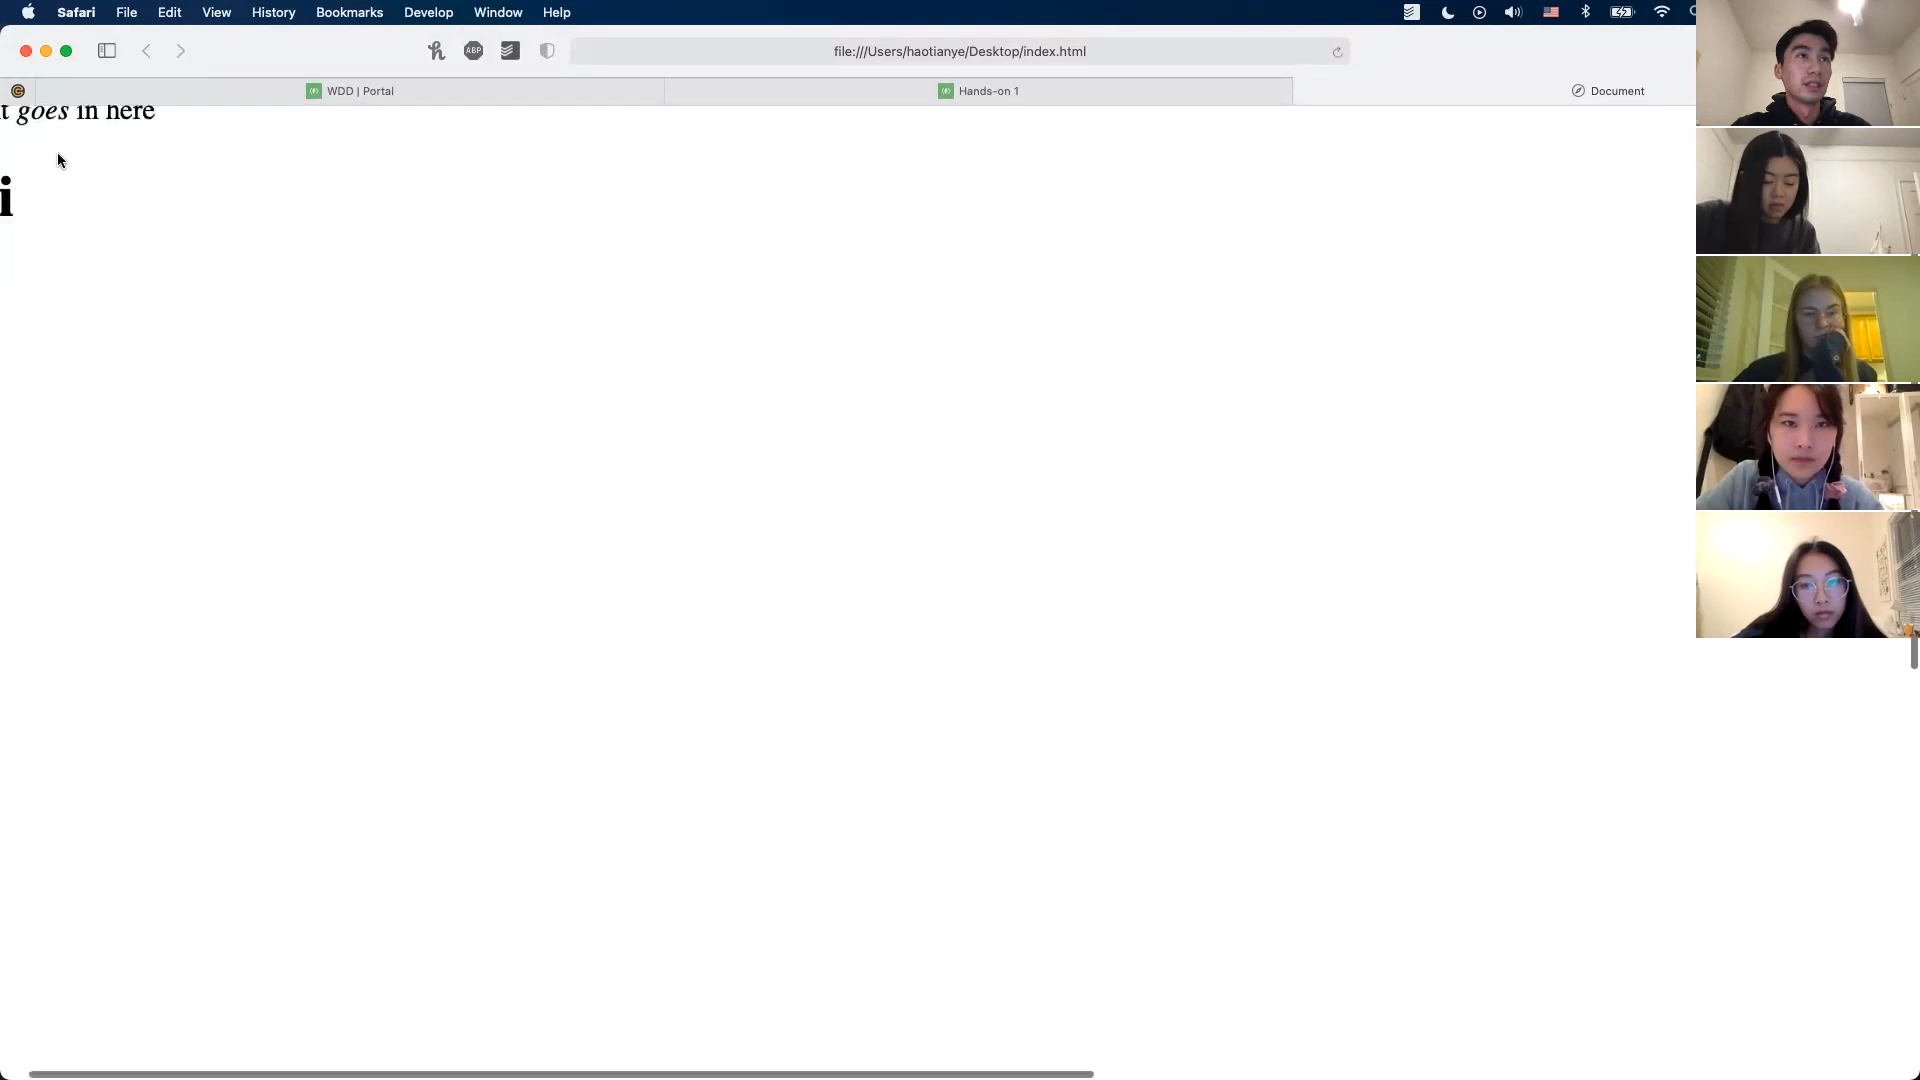 Safari File Edit View History Bookmarks Develop Window Help
ABP file:///Users/haotianye/Desktop/index.html
WDD | Portal Hands-on 1 Document
t goes in here
i